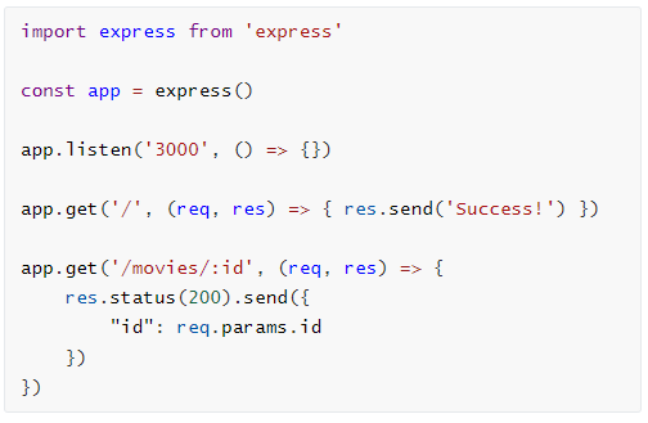 import express from 'express'
const app = express()
app.listen('3000', () => {})
app.get('/', (req, res) => { res.send('Success!') })
app.get('/movies/:id', (req, res) => {
    res.status(200).send({
        "id": req.params.id
    })
})